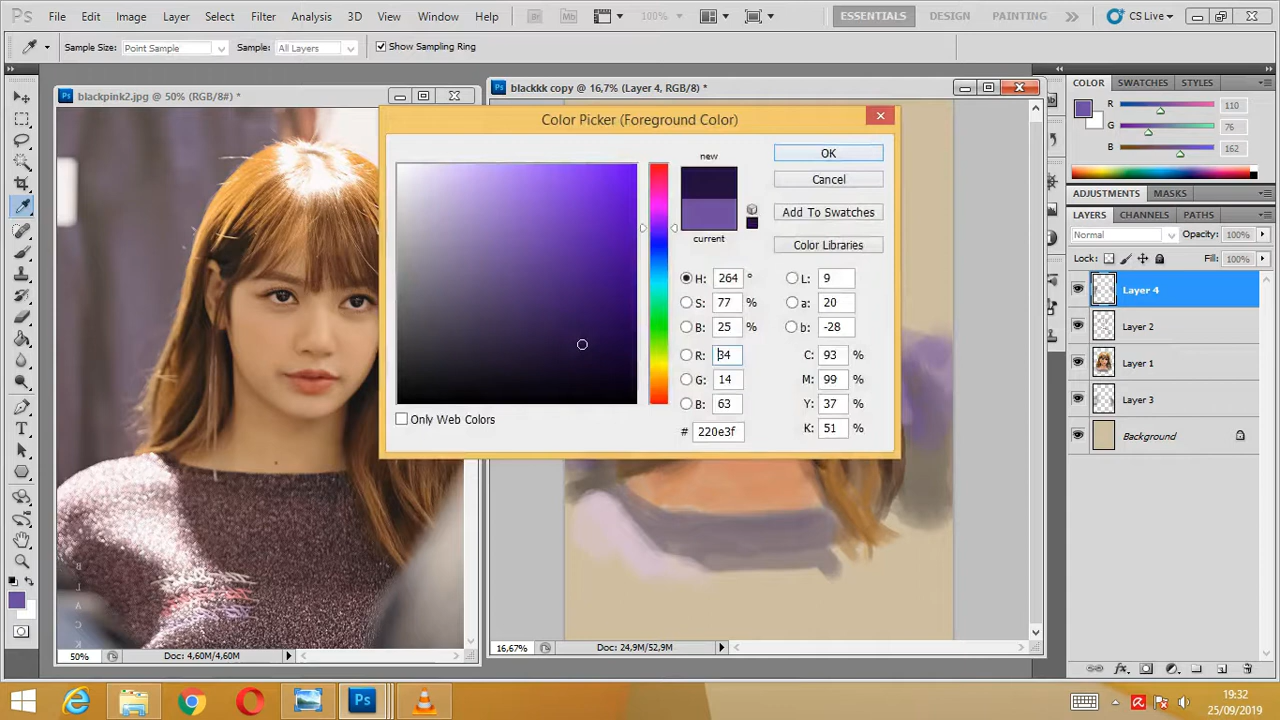 Ps File Edit Image Layer Select Filter Analysis 3D View Window Help Br Mb 100% ESSENTIALS DESIGN PAINTING CS Live
Sample Size: Point Sample Sample: All Layers Show Sampling Ring
blackpink2.jpg @ 50% (RGB/8#) *
blackkk copy @ 16,7% (Layer 4, RGB/8) *
Color Picker (Foreground Color)
new
current
OK
Cancel
Add To Swatches
Color Libraries
H: 264 °
S: 77 %
B: 25 %
R: 34
G: 14
B: 63
# 220e3f
L: 9
a: 20
b: -28
C: 93 %
M: 99 %
Y: 37 %
K: 51 %
Only Web Colors
COLOR SWATCHES STYLES
R 110
G 76
B 162
ADJUSTMENTS MASKS
LAYERS CHANNELS PATHS
Normal Opacity: 100%
Lock: Fill: 100%
Layer 4
Layer 2
Layer 1
Layer 3
Background
B
L
A
C
K
50% Doc: 4,60M/4,60M
16,67% Doc: 24,9M/52,9M
Ps
19:32
25/09/2019